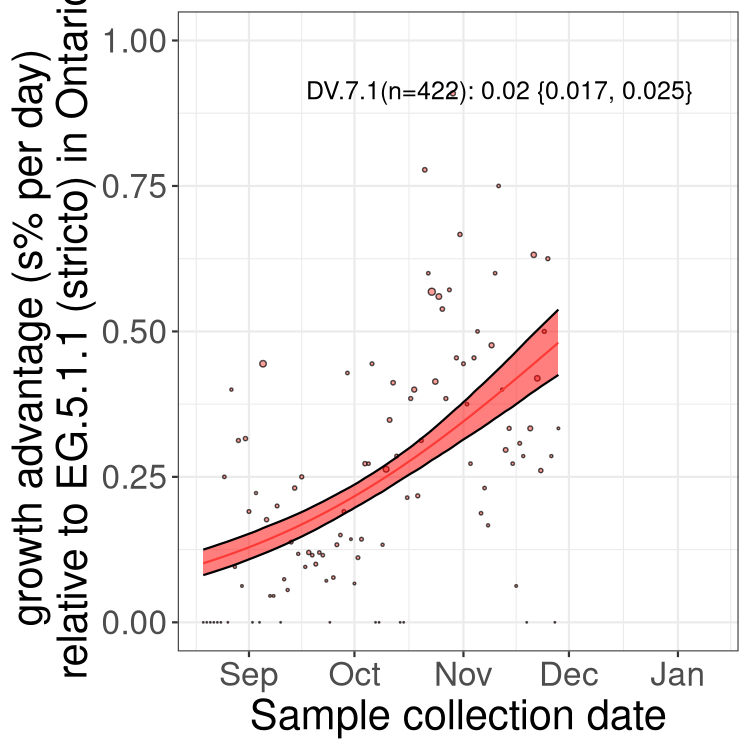 growth advantage (s% per day)
relative to EG.5.1.1 (stricto) in Ontario
1.00
0.75
0.50
0.25
0.00
DV.7.1(n=422): 0.02 {0.017, 0.025}
Sep Oct Nov Dec Jan
Sample collection date